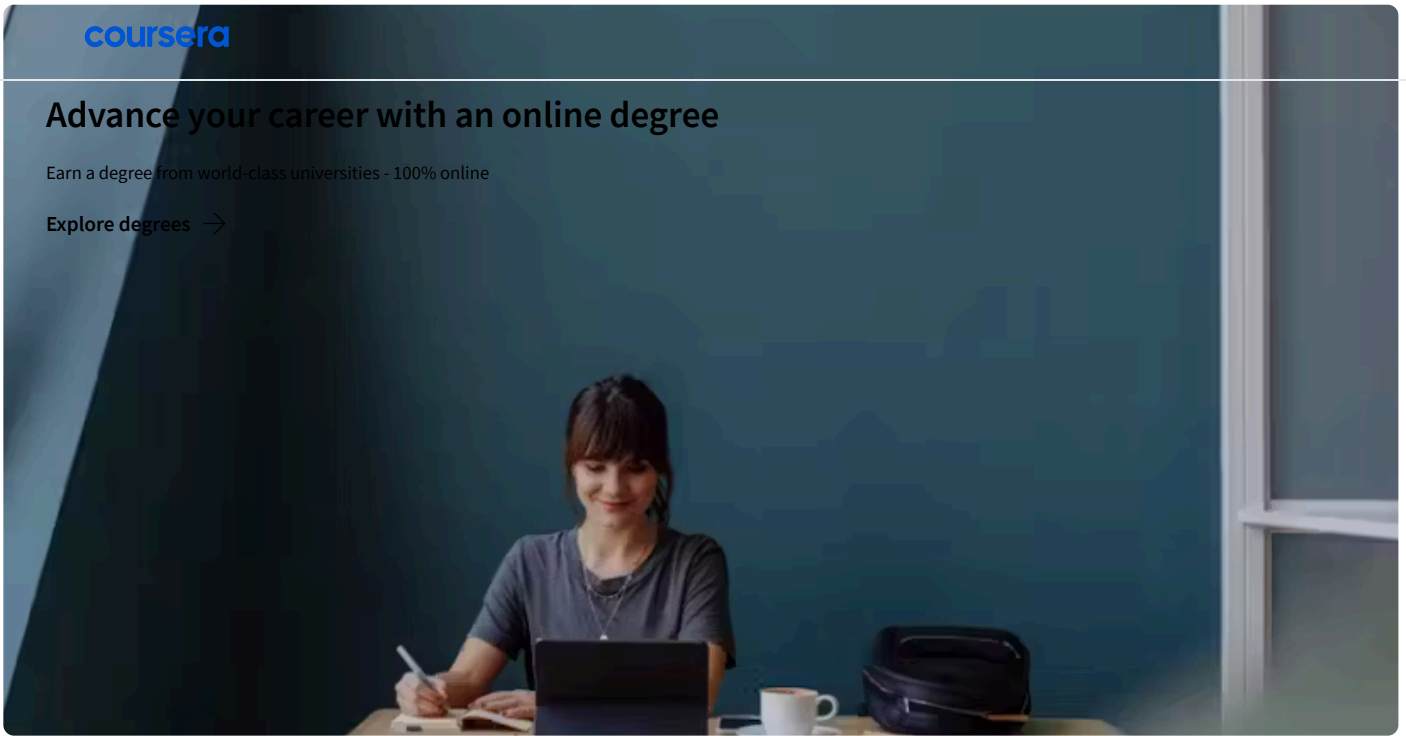 coursera
Advance your career with an online degree
Earn a degree from world-class universities - 100% online
Explore degrees